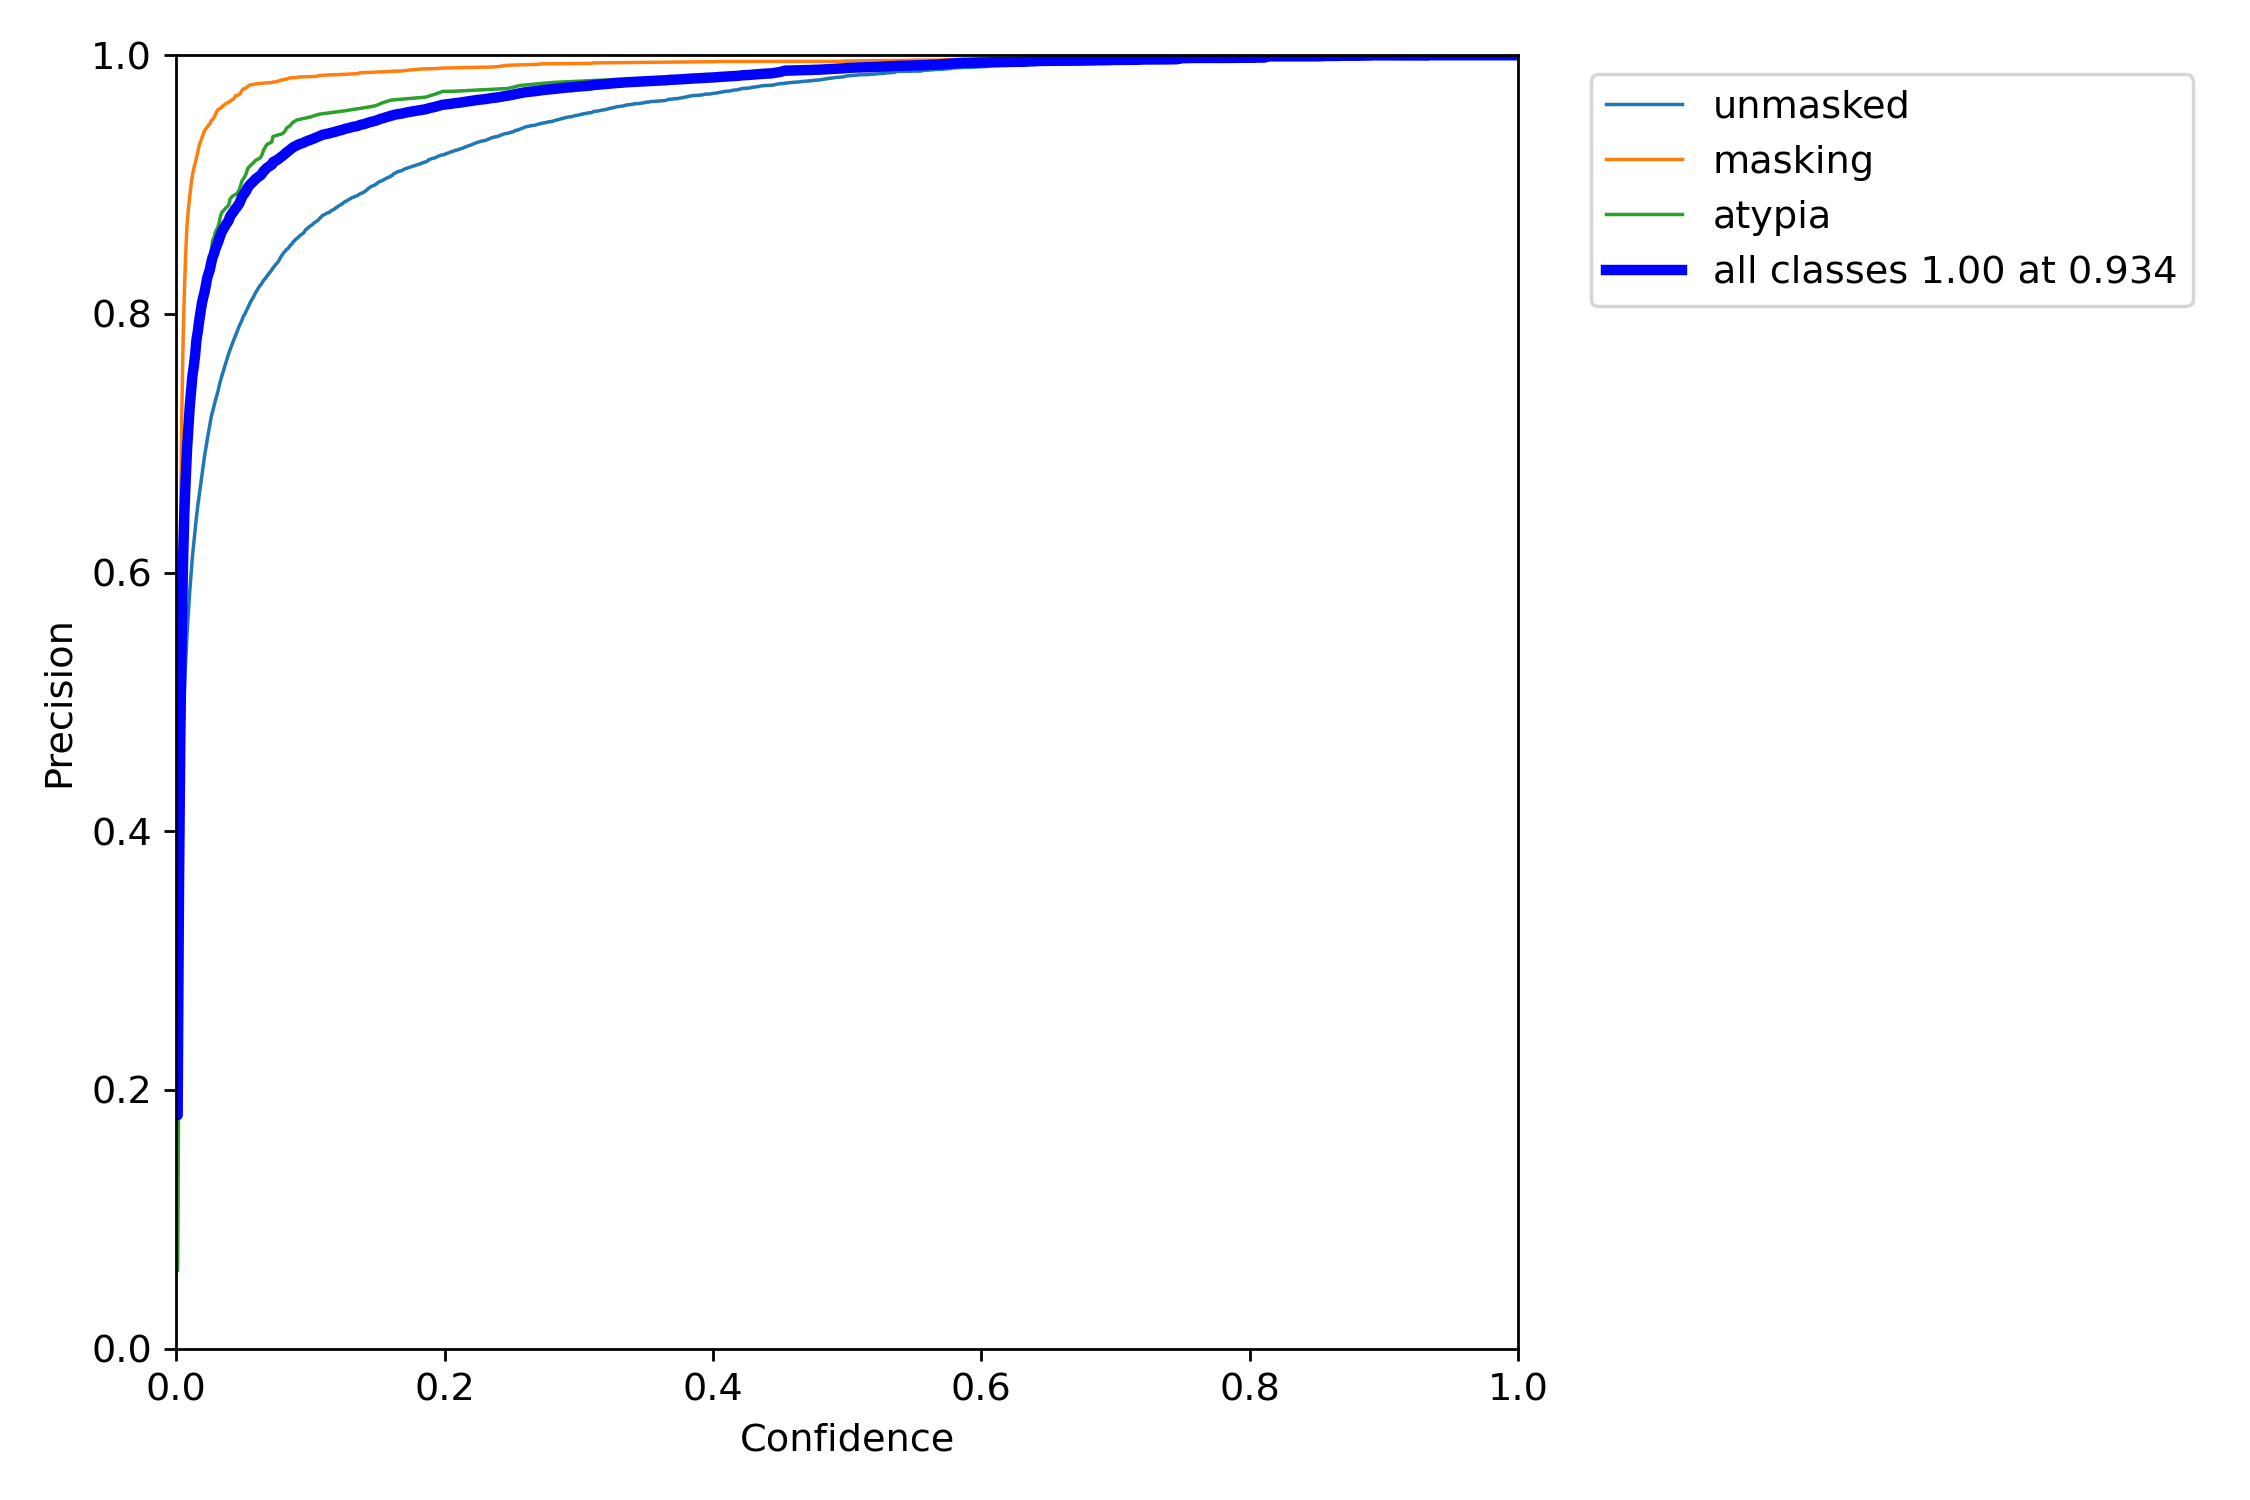 1.0
0.8
0.6
0.4
0.2
0.0
Precision
0.0 0.2 0.4 0.6 0.8 1.0
Confidence
unmasked
masking
atypia
all classes 1.00 at 0.934